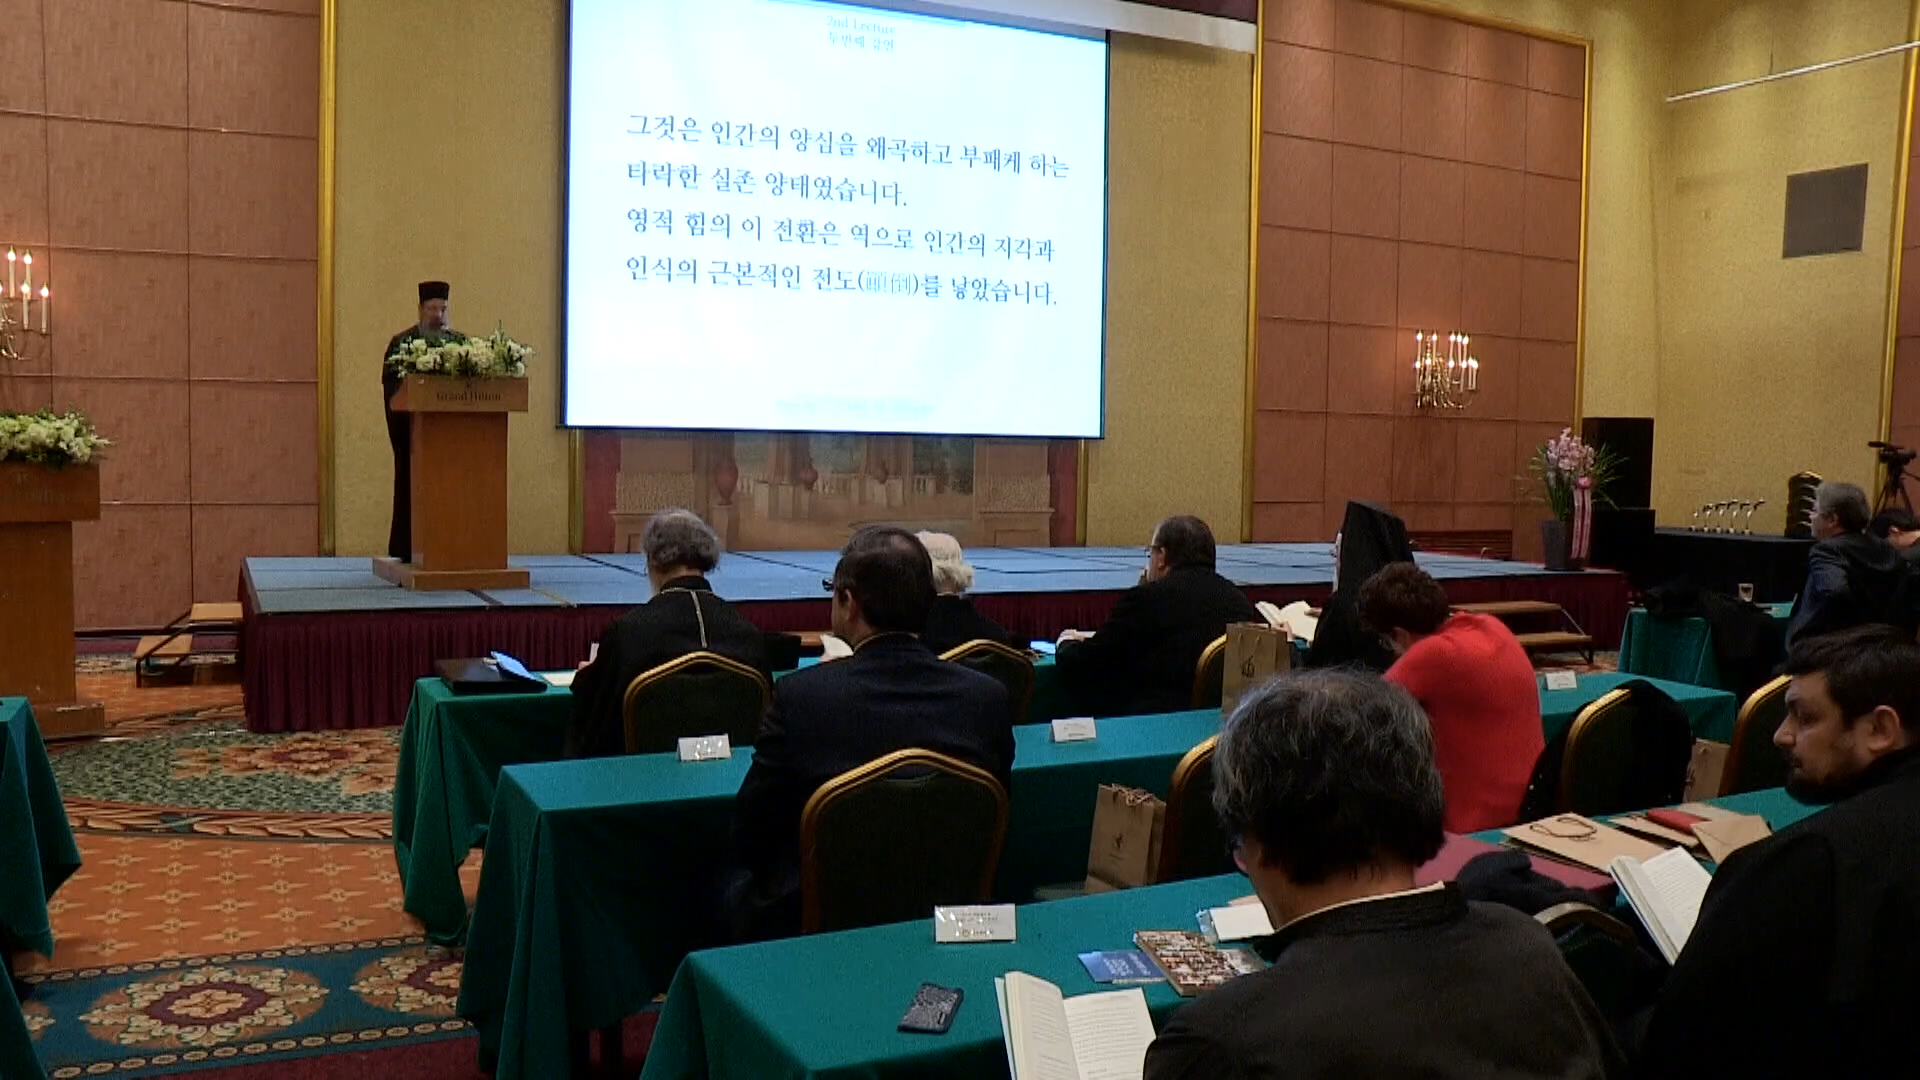 2nd Lecture
두번째 강연
그것은 인간의 양심을 왜곡하고 부패케 하는
타락한 실존 양태였습니다.
영적 힘의 이 전환은 역으로 인간의 지각과
인식의 근본적인 전도(顚倒)를 낳았습니다.
Grand Hilton